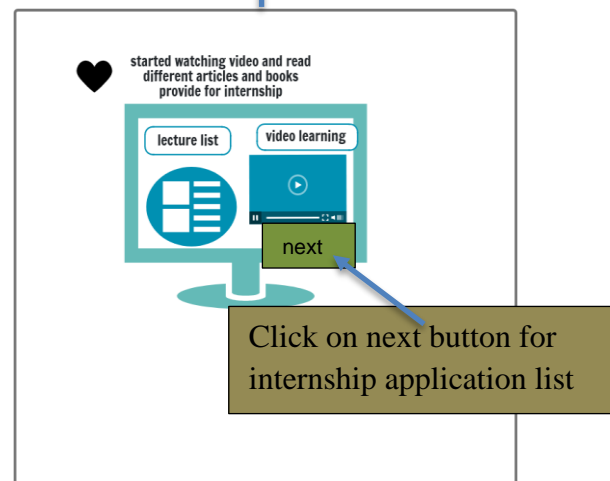 started watching video and read
different articles and books
provide for internship
lecture list
video learning
next
Click on next button for
internship application list